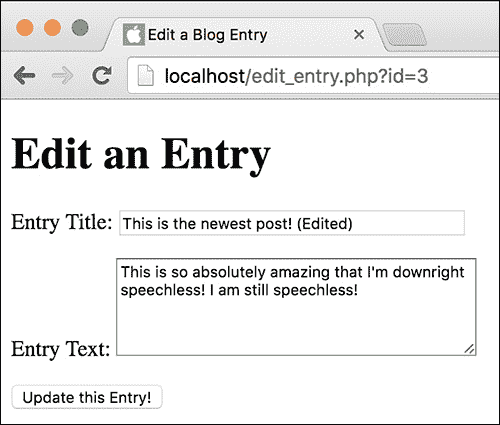 Edit a Blog Entry
localhost/edit_entry.php?id=3
Edit an Entry
Entry Title: This is the newest post! (Edited)
This is so absolutely amazing that I'm downright
speechless! I am still speechless!
Entry Text:
Update this Entry!